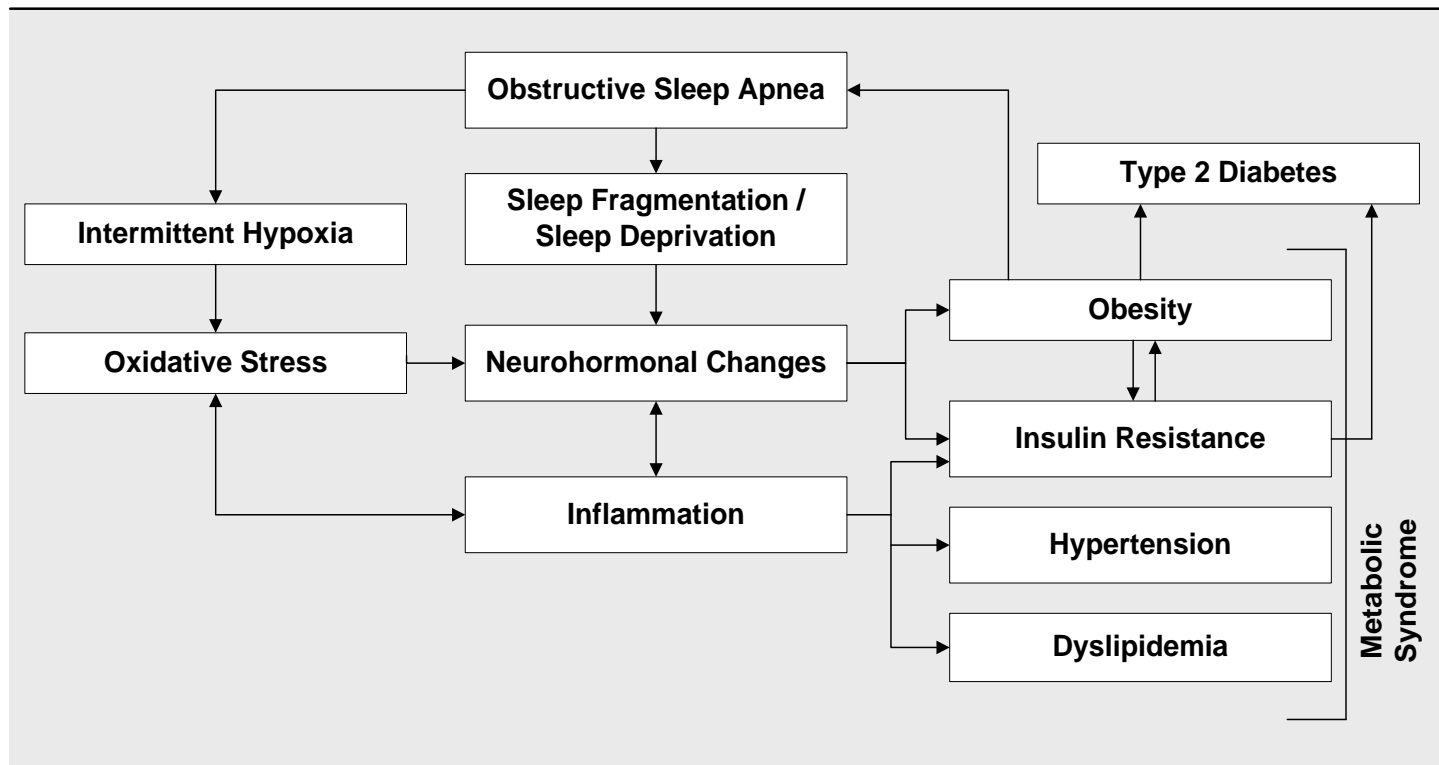 Obstructive Sleep Apnea
Type 2 Diabetes
Sleep Fragmentation /
Sleep Deprivation
Intermittent Hypoxia
Obesity
Oxidative Stress
Neurohormonal Changes
Insulin Resistance
Inflammation
Hypertension
Dyslipidemia
Metabolic
Syndrome